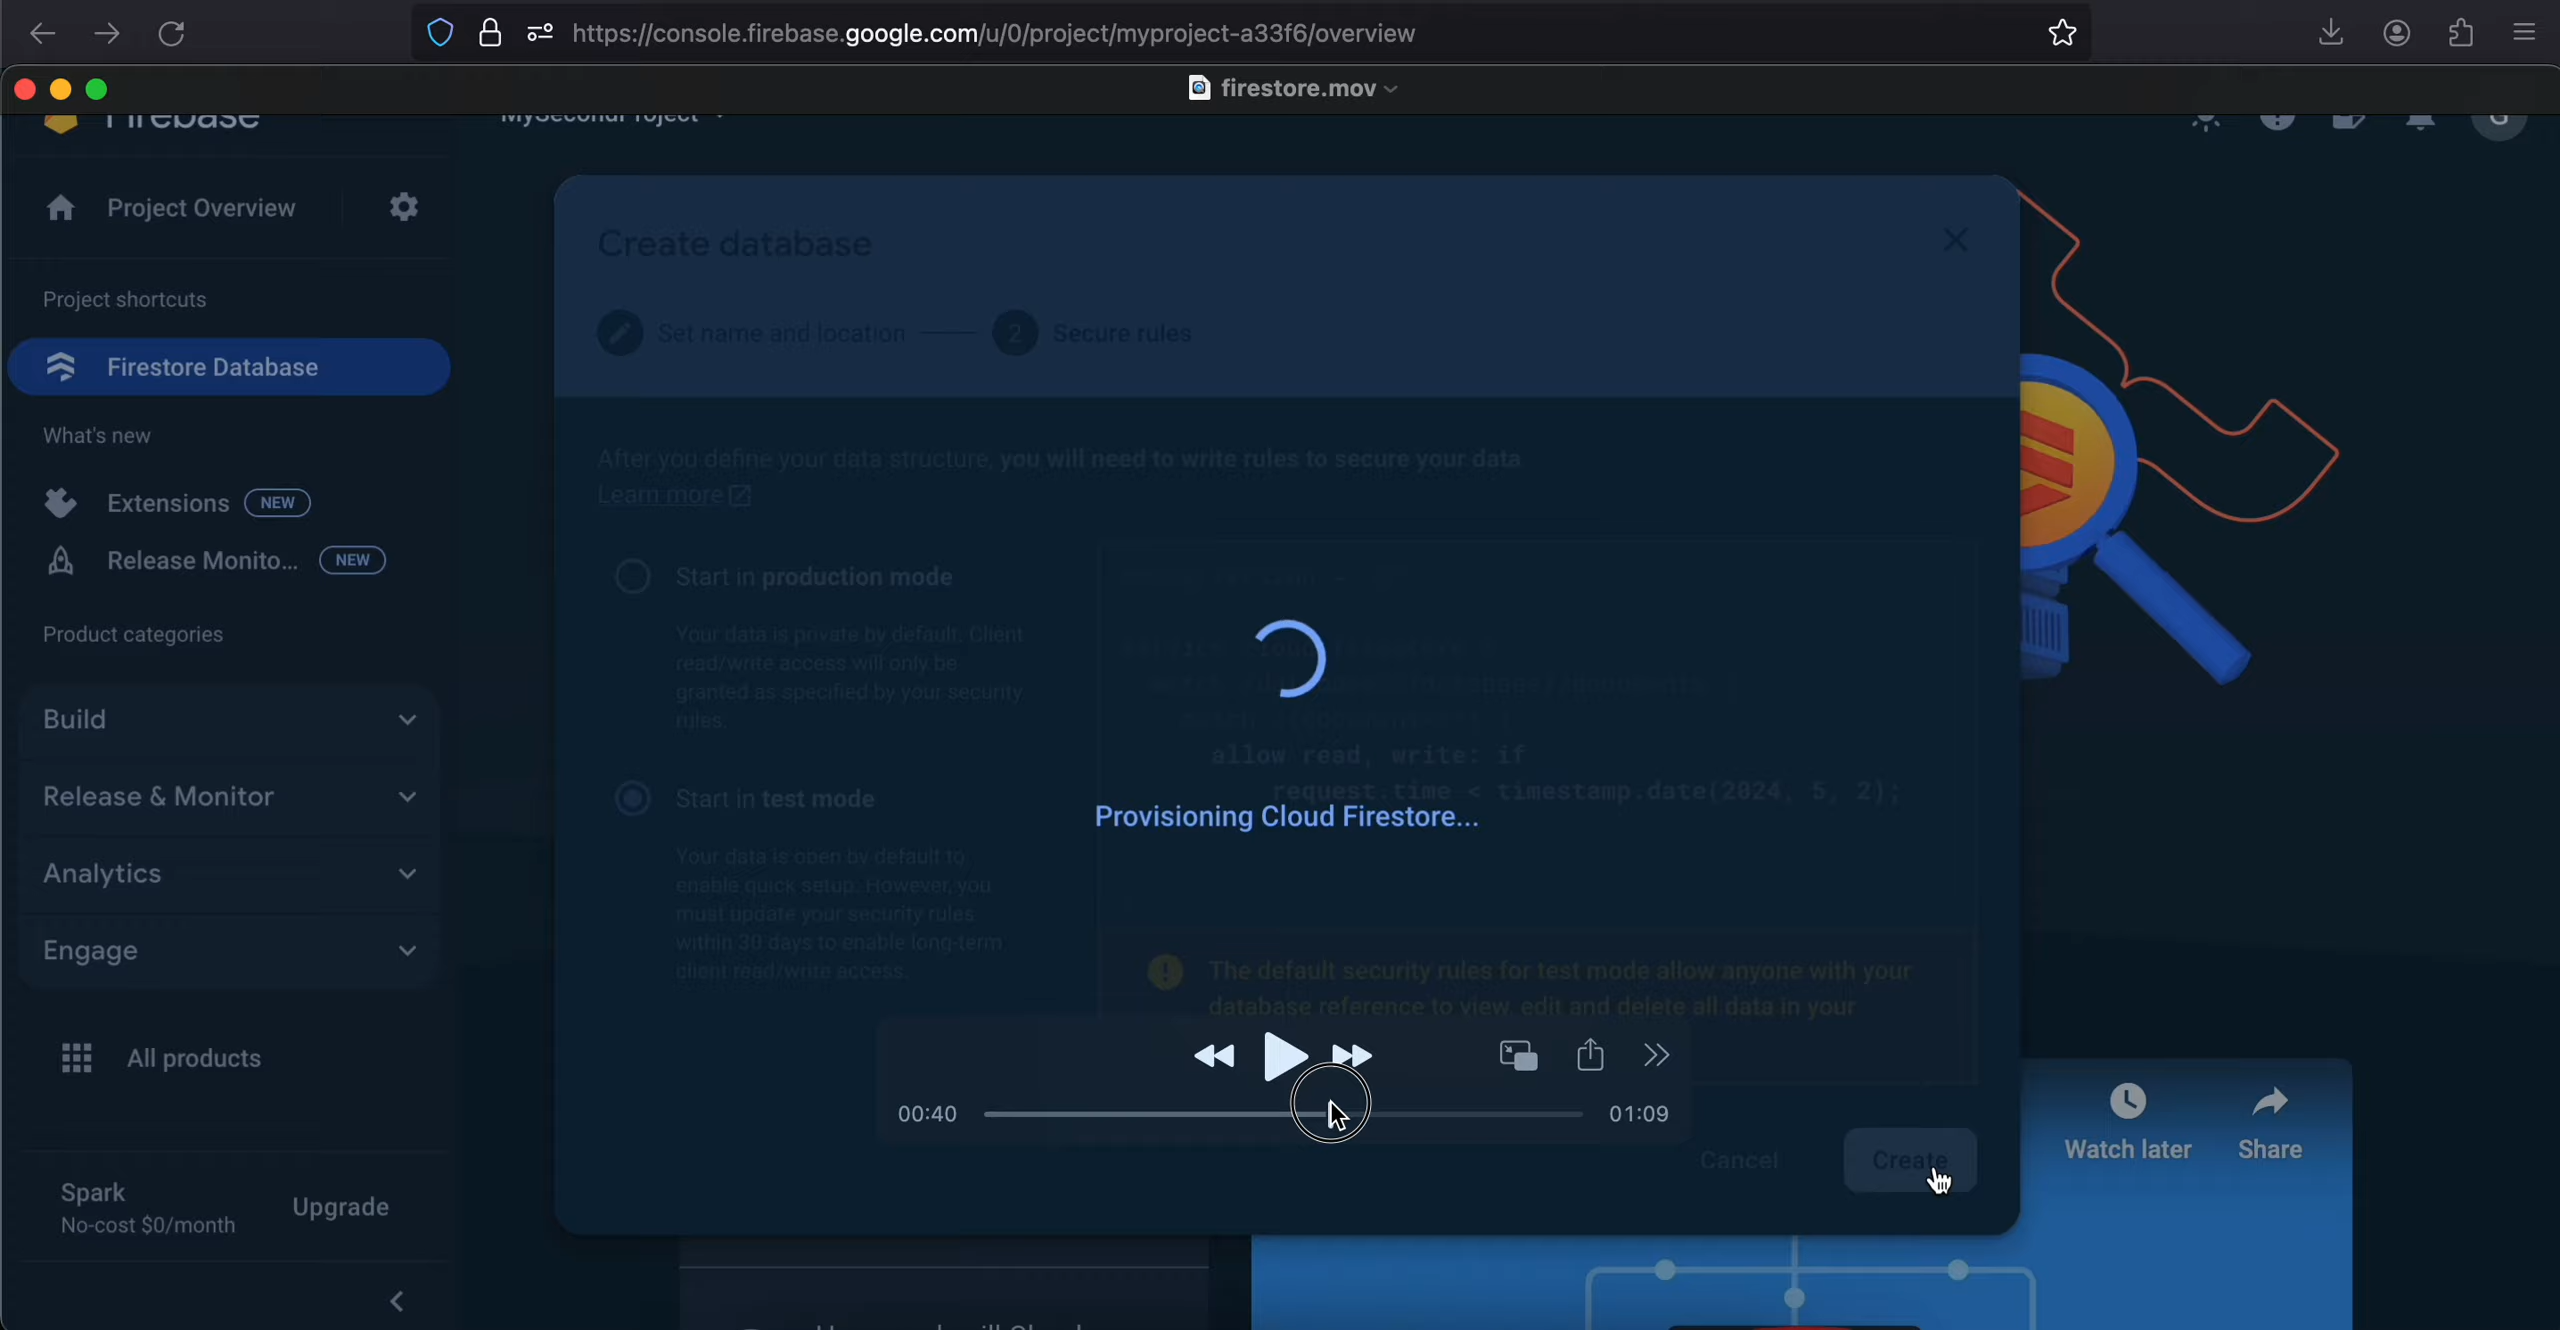 https://console.firebase.google.com/u/0/project/myproject-a33f6/overview
firestore.mov
Firebase
MySecondProject
G
Project Overview
Project shortcuts
Firestore Database
What's new
Extensions NEW
Release Monito... NEW
Product categories
Build
Release & Monitor
Analytics
Engage
All products
Spark
No-cost $0/month
Upgrade
Create database
Set name and location
2 Secure rules
After you define your data structure, you will need to write rules to secure your data
Learn more
Start in production mode
Your data is private by default. Client
read/write access will only be
granted as specified by your security
rules.
Start in test mode
Your data is open by default to
enable quick setup. However, you
must update your security rules
within 30 days to enable long-term
client read/write access.
allow read, write: if
request.time < timestamp.date(2024, 5, 2);
Provisioning Cloud Firestore...
! The default security rules for test mode allow anyone with your
database reference to view, edit and delete all data in your
00:40
01:09
Cancel
Create
Watch later
Share